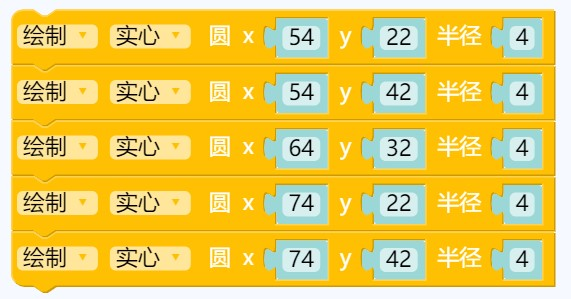 绘制 实心 圆 x 54 y 22 半径 4
绘制 实心 圆 x 54 y 42 半径 4
绘制 实心 圆 x 64 y 32 半径 4
绘制 实心 圆 x 74 y 22 半径 4
绘制 实心 圆 x 74 y 42 半径 4